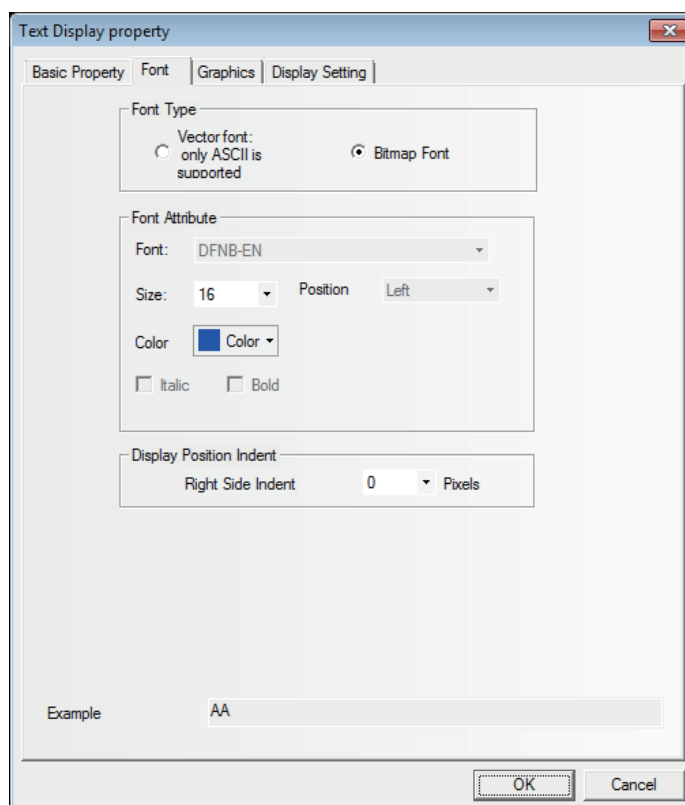 Text Display property
Basic Property Font Graphics Display Setting
Font Type
Vector font:
only ASCII is
supported
Bitmap Font
Font Attribute
Font: DFNB-EN
Size: 16 Position Left
Color Color
Italic Bold
Display Position Indent
Right Side Indent 0 Pixels
Example AA
OK Cancel